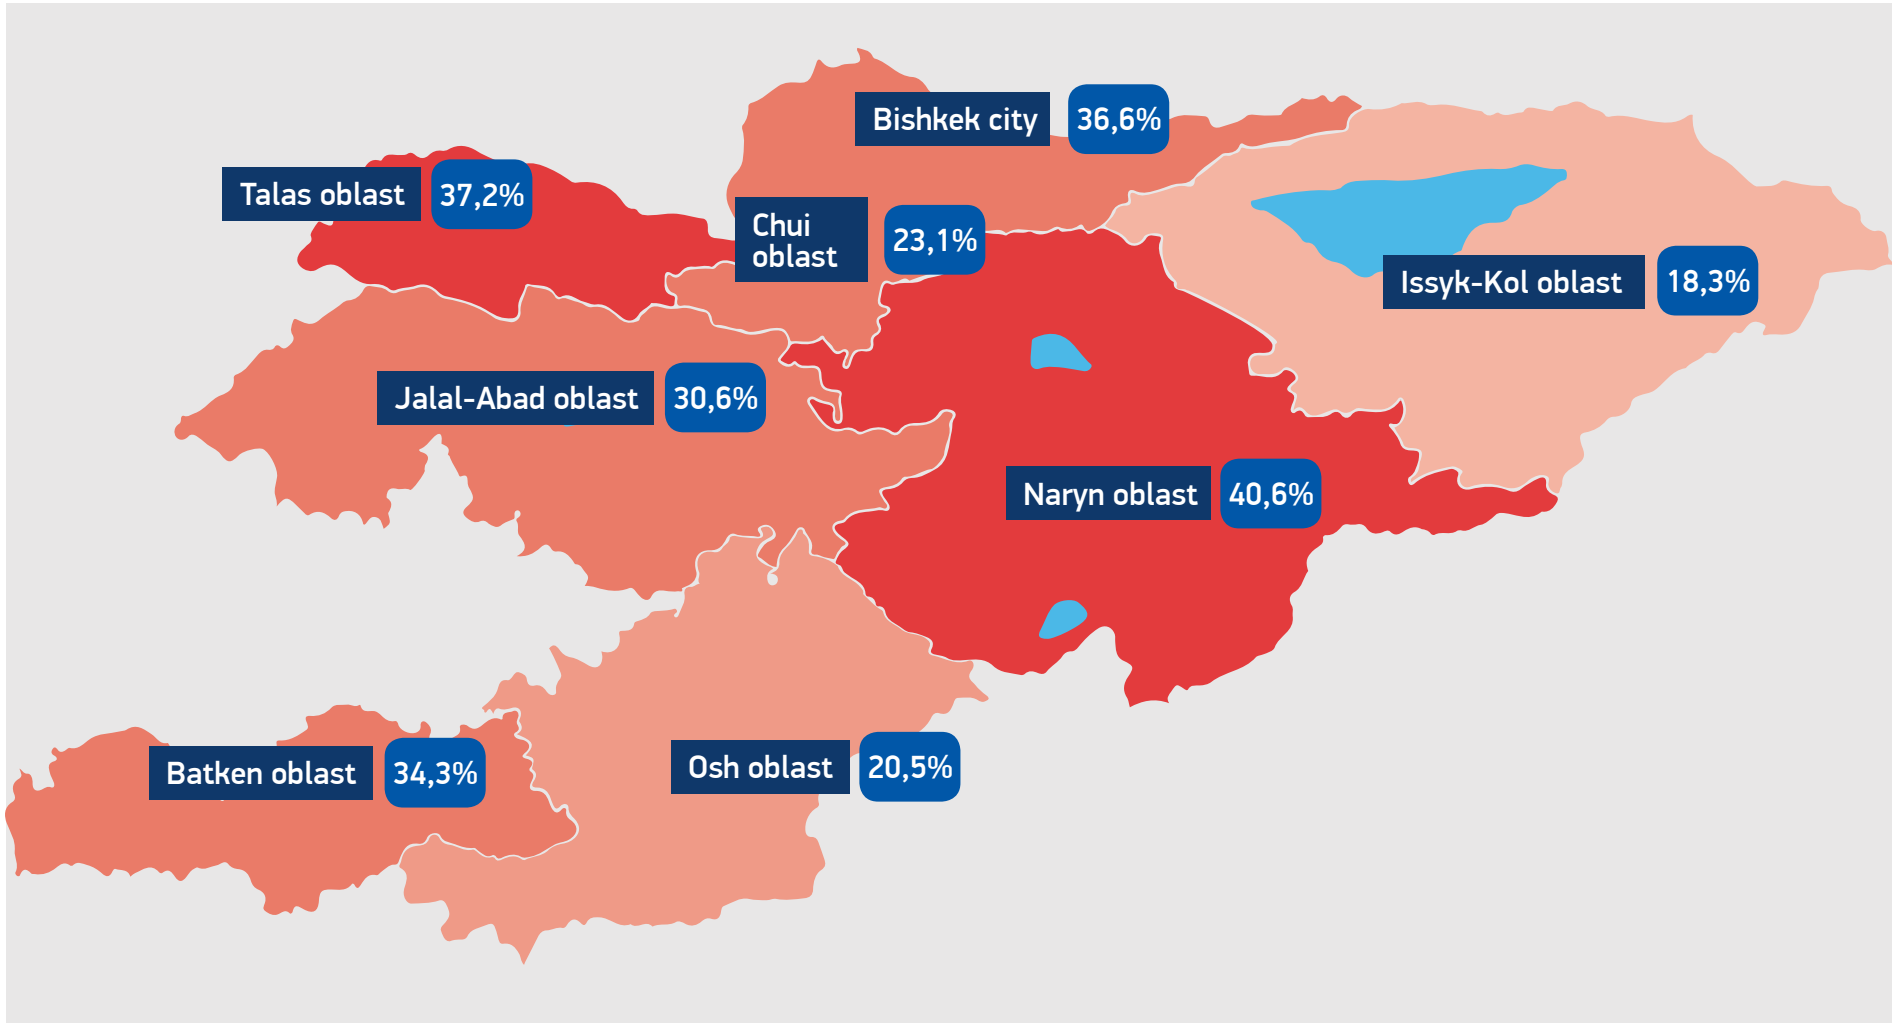 Bishkek city 36,6%
Talas oblast 37,2%
Chui
oblast
23,1%
Issyk-Kol oblast 18,3%
Jalal-Abad oblast 30,6%
Naryn oblast 40,6%
Batken oblast 34,3%
Osh oblast 20,5%